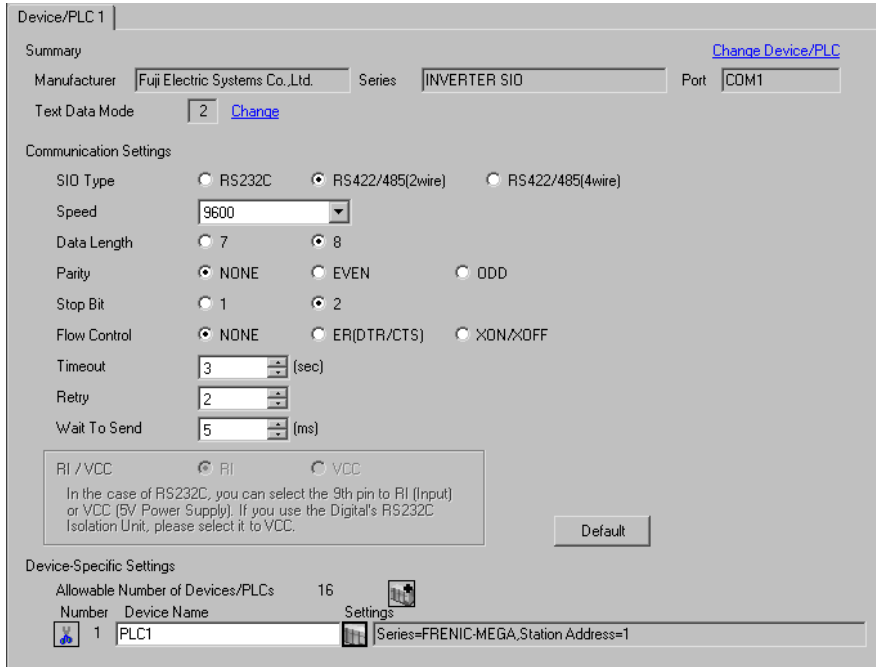 Device/PLC 1
Summary Change Device/PLC
Manufacturer Fuji Electric Systems Co.,Ltd. Series INVERTER SIO Port COM1
Text Data Mode 2 Change
Communication Settings
SIO Type RS232C RS422/485(2wire) RS422/485(4wire)
Speed 9600
Data Length 7 8
Parity NONE EVEN ODD
Stop Bit 1 2
Flow Control NONE ER(DTR/CTS) XON/XOFF
Timeout 3 (sec)
Retry 2
Wait To Send 5 (ms)
RI / VCC RI VCC
In the case of RS232C, you can select the 9th pin to RI (Input)
or VCC (5V Power Supply). If you use the Digital's RS232C
Isolation Unit, please select it to VCC.
Default
Device-Specific Settings
Allowable Number of Devices/PLCs 16
Number Device Name Settings
1 PLC1 Series=FRENIC-MEGA,Station Address=1